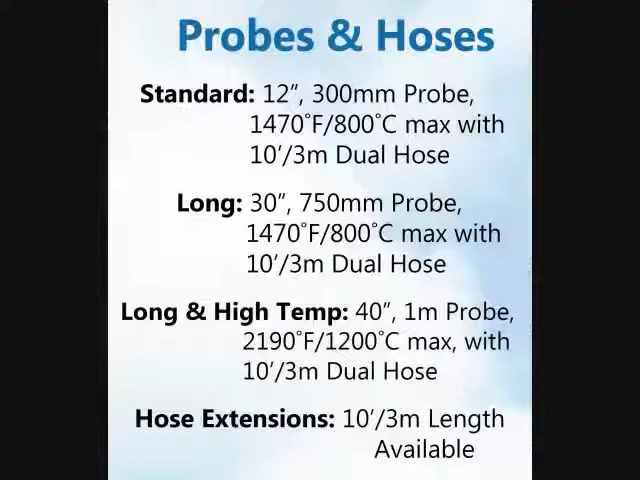 Probes & Hoses
Standard: 12”, 300mm Probe,
1470°F/800°C max with
10’/3m Dual Hose
Long: 30”, 750mm Probe,
1470°F/800°C max with
10’/3m Dual Hose
Long & High Temp: 40”, 1m Probe,
2190°F/1200°C max, with
10’/3m Dual Hose
Hose Extensions: 10’/3m Length
Available